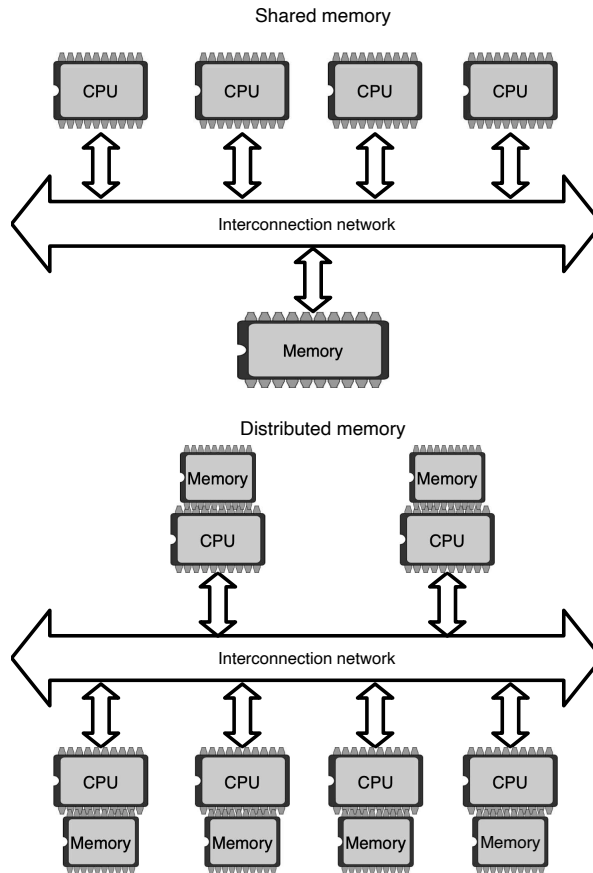 Shared memory
CPU CPU CPU CPU
Interconnection network
Memory
Distributed memory
Memory Memory
CPU CPU
Interconnection network
CPU CPU CPU CPU
Memory Memory Memory Memory